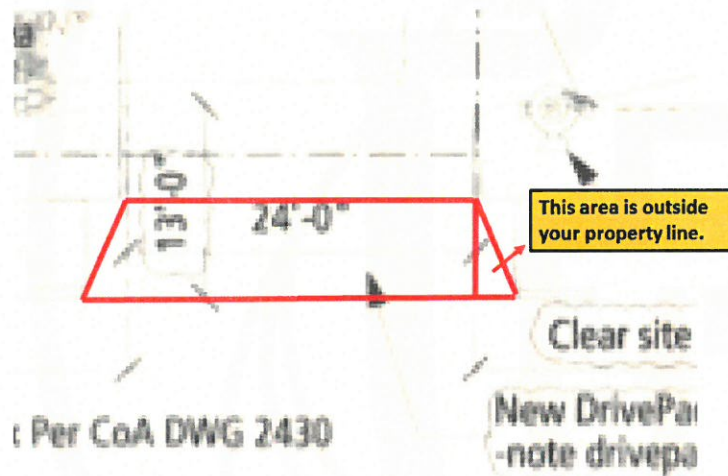 13'-0"
24'-0"
This area is outside
your property line.
Clear site
New DrivePa
-note drivepa
Per CoA DWG 2430